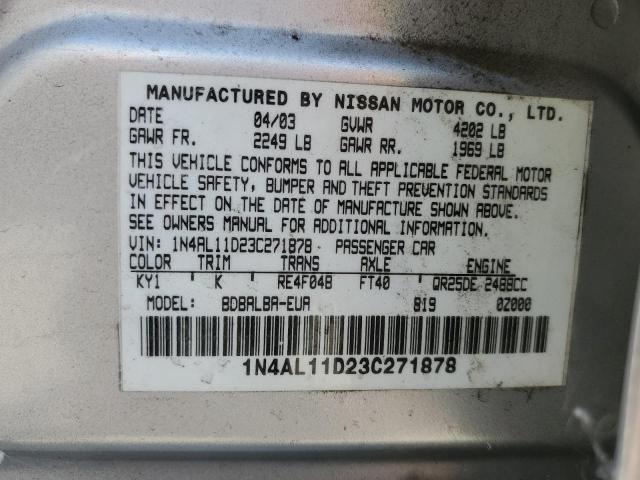 MANUFACTURED BY NISSAN MOTOR CO., LTD.
DATE 04/03 GVWR 4202 LB
GAWR FR. 2249 LB GAWR RR. 1969 LB
THIS VEHICLE CONFORMS TO ALL APPLICABLE FEDERAL MOTOR
VEHICLE SAFETY, BUMPER AND THEFT PREVENTION STANDARDS
IN EFFECT ON THE DATE OF MANUFACTURE SHOWN ABOVE.
SEE OWNERS MANUAL FOR ADDITIONAL INFORMATION.
VIN: 1N4AL11D23C271878 PASSENGER CAR
COLOR TRIM TRANS AXLE ENGINE
KY1 K RE4F04B FT40 QR25DE 2488CC
MODEL: BDBALBA-EUA 819 0Z000
1N4AL11D23C271878